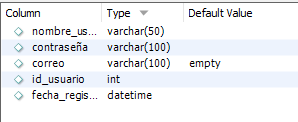 Column Type Default Value
nombre_us... varchar(50)
contraseña varchar(100)
correo varchar(100) empty
id_usuario int
fecha_regis... datetime